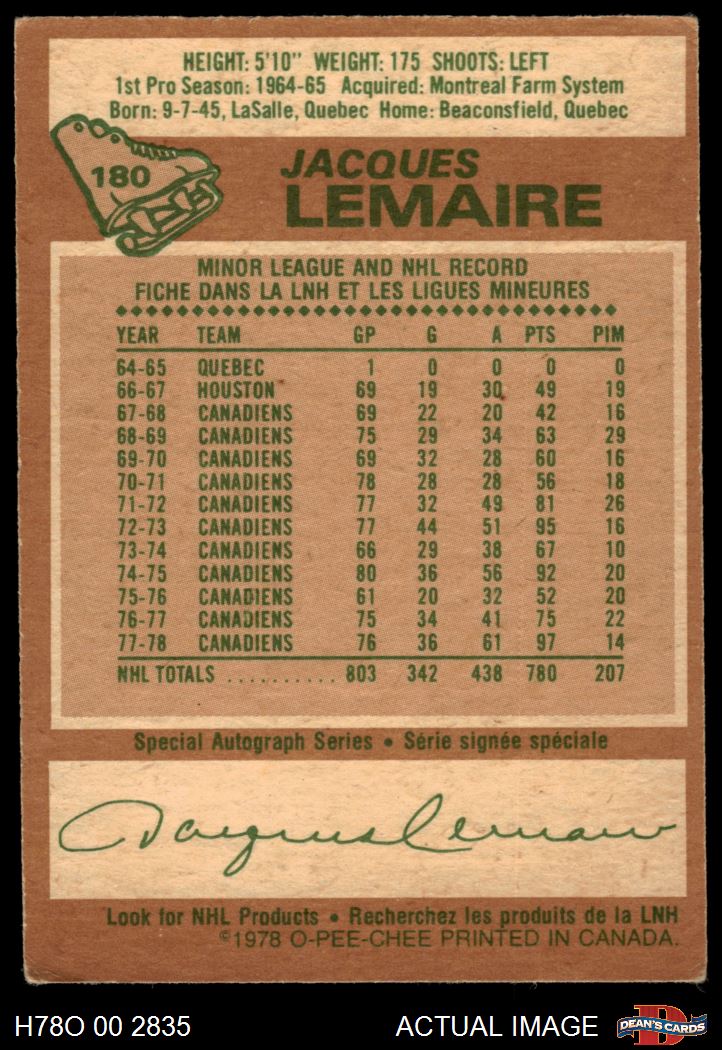 HEIGHT: 5'10" WEIGHT: 175 SHOOTS: LEFT
1st Pro Season: 1964-65 Acquired: Montreal Farm System
Born: 9-7-45, LaSalle, Quebec Home: Beaconsfield, Quebec
180
JACQUES
LEMAIRE
MINOR LEAGUE AND NHL RECORD
FICHE DANS LA LNH ET LES LIGUES MINEURES
YEAR TEAM GP G A PTS PIM
64-65 QUEBEC 1 0 0 0 0
66-67 HOUSTON 69 19 30 49 19
67-68 CANADIENS 69 22 20 42 16
68-69 CANADIENS 75 29 34 63 29
69-70 CANADIENS 69 32 28 60 16
70-71 CANADIENS 78 28 28 56 18
71-72 CANADIENS 77 32 49 81 26
72-73 CANADIENS 77 44 51 95 16
73-74 CANADIENS 66 29 38 67 10
74-75 CANADIENS 80 36 56 92 20
75-76 CANADIENS 61 20 32 52 20
76-77 CANADIENS 75 34 41 75 22
77-78 CANADIENS 76 36 61 97 14
NHL TOTALS .......... 803 342 438 780 207
Special Autograph Series • Série signée spéciale
Jacques Lemaire
Look for NHL Products • Recherchez les produits de la LNH
©1978 O-PEE-CHEE PRINTED IN CANADA.
H78O 00 2835 ACTUAL IMAGE DEAN'S CARDS